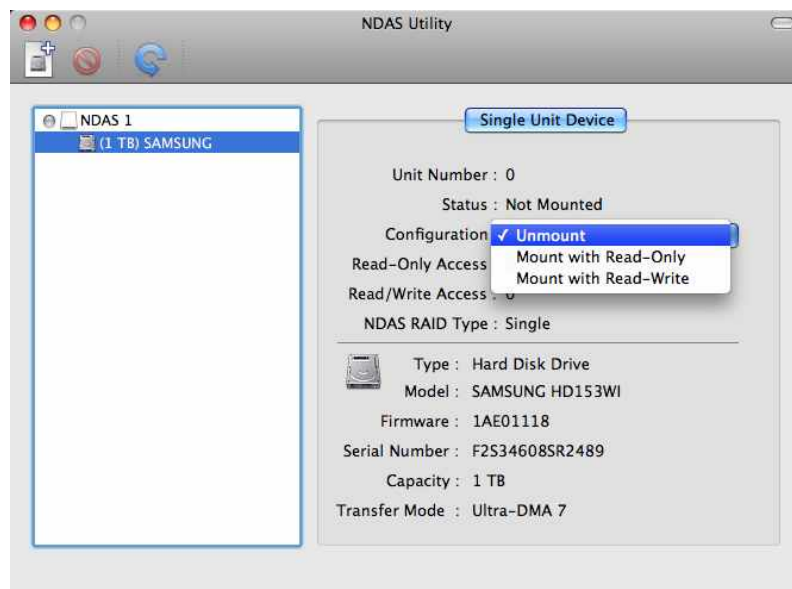 NDAS Utility
NDAS 1
(1 TB) SAMSUNG
Single Unit Device
Unit Number : 0
Status : Not Mounted
Configuration ✓ Unmount
Mount with Read-Only
Mount with Read-Write
Read-Only Access
Read/Write Access : 0
NDAS RAID Type : Single
Type : Hard Disk Drive
Model : SAMSUNG HD153WI
Firmware : 1AE01118
Serial Number : F2S34608SR2489
Capacity : 1 TB
Transfer Mode : Ultra-DMA 7